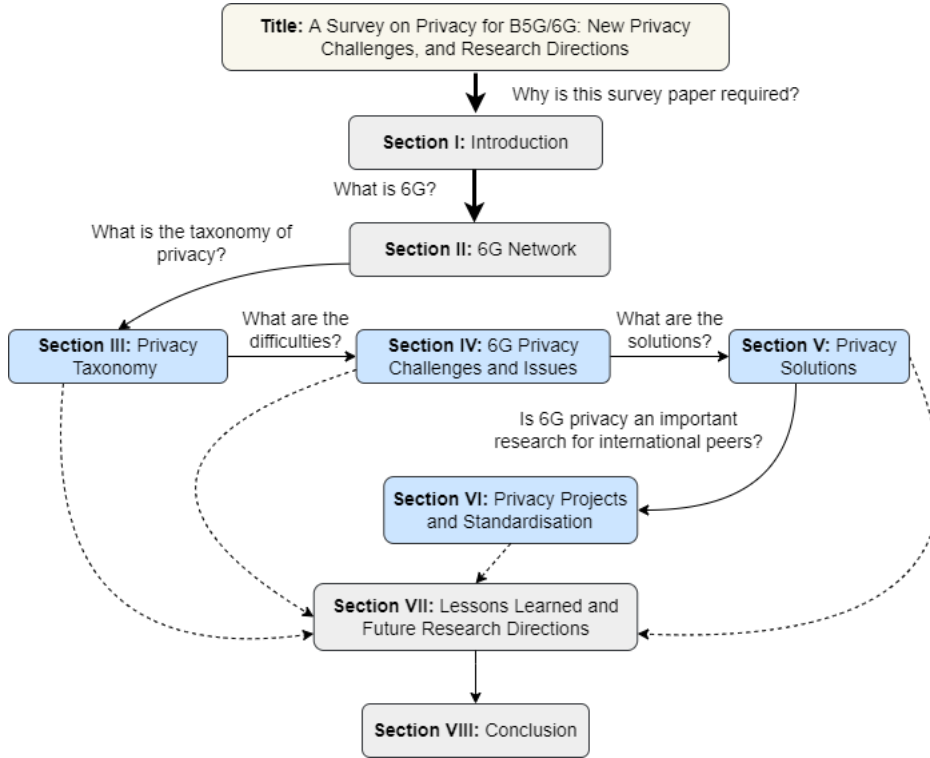 Title: A Survey on Privacy for B5G/6G: New Privacy
Challenges, and Research Directions
Why is this survey paper required?
Section I: Introduction
What is 6G?
Section II: 6G Network
What is the taxonomy of
privacy?
Section III: Privacy
Taxonomy
What are the
difficulties?
Section IV: 6G Privacy
Challenges and Issues
What are the
solutions?
Section V: Privacy
Solutions
Is 6G privacy an important
research for international peers?
Section VI: Privacy Projects
and Standardisation
Section VII: Lessons Learned and
Future Research Directions
Section VIII: Conclusion